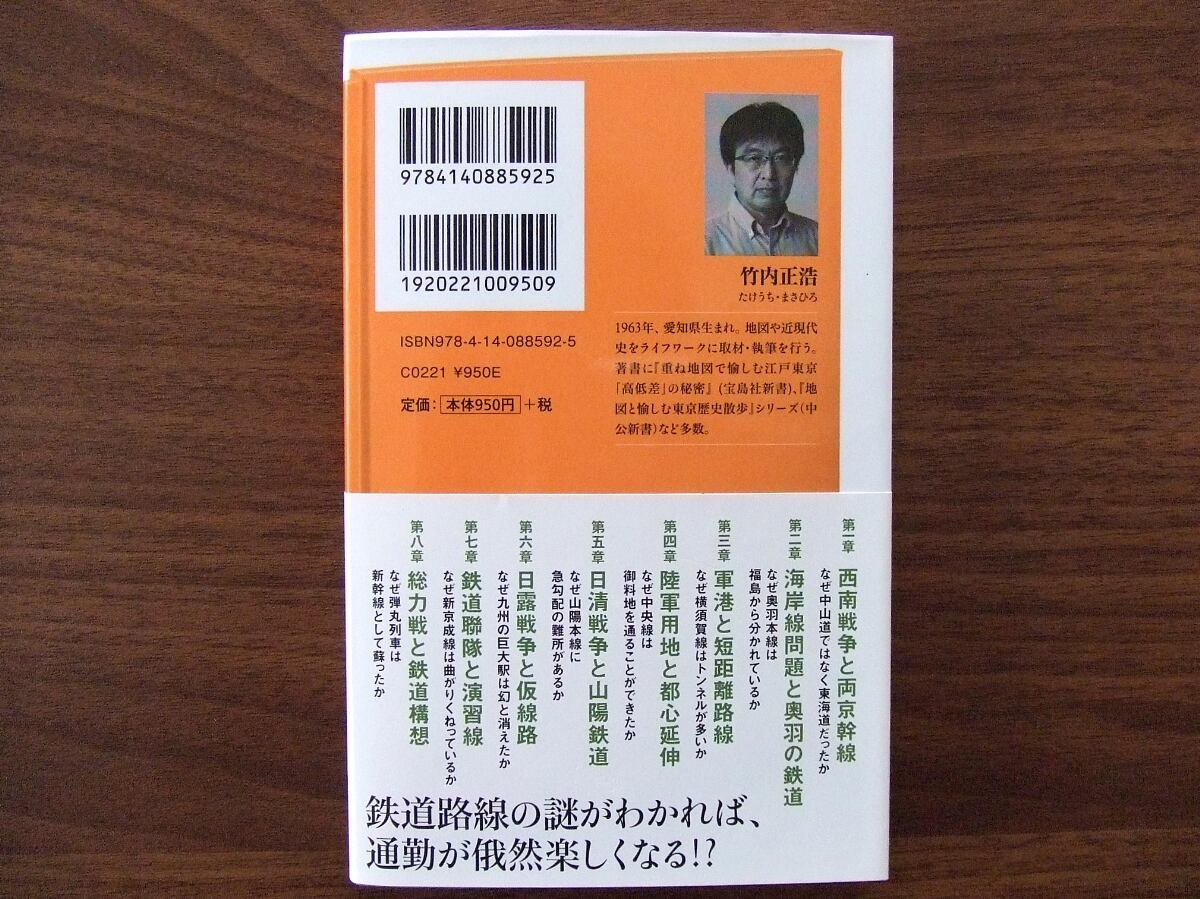 9784140885925
1920221009509
ISBN978-4-14-088592-5
C0221 ¥950E
定価：本体950円＋税
竹内正浩
たけうち・まさひろ
1963年、愛知県生まれ。地図や近現代
史をライフワークに取材・執筆を行う。
著書に『重ね地図で愉しむ江戸東京
「高低差」の秘密』（宝島社新書）、『地
図と愉しむ東京歴史散歩』シリーズ（中
公新書）など多数。
第一章 西南戦争と両京幹線
なぜ中山道ではなく東海道だったか
第二章 海岸線問題と奥羽の鉄道
なぜ奥羽本線は
福島から分かれているか
第三章 軍港と短距離路線
なぜ横須賀線はトンネルが多いか
第四章 陸軍用地と都心延伸
なぜ中央線は
御料地を通ることができたか
第五章 日清戦争と山陽鉄道
なぜ山陽本線に
急勾配の難所があるか
第六章 日露戦争と仮線路
なぜ九州の巨大駅は幻と消えたか
第七章 鉄道聯隊と演習線
なぜ新京成線は曲がりくねっているか
第八章 総力戦と鉄道構想
なぜ弾丸列車は
新幹線として蘇ったか
鉄道路線の謎がわかれば、
通勤が俄然楽しくなる!?